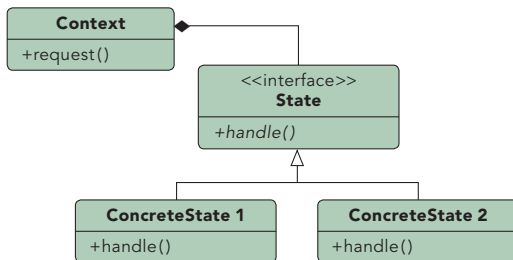 Context
+request()
<<interface>>
State
+handle()
ConcreteState 1
+handle()
ConcreteState 2
+handle()